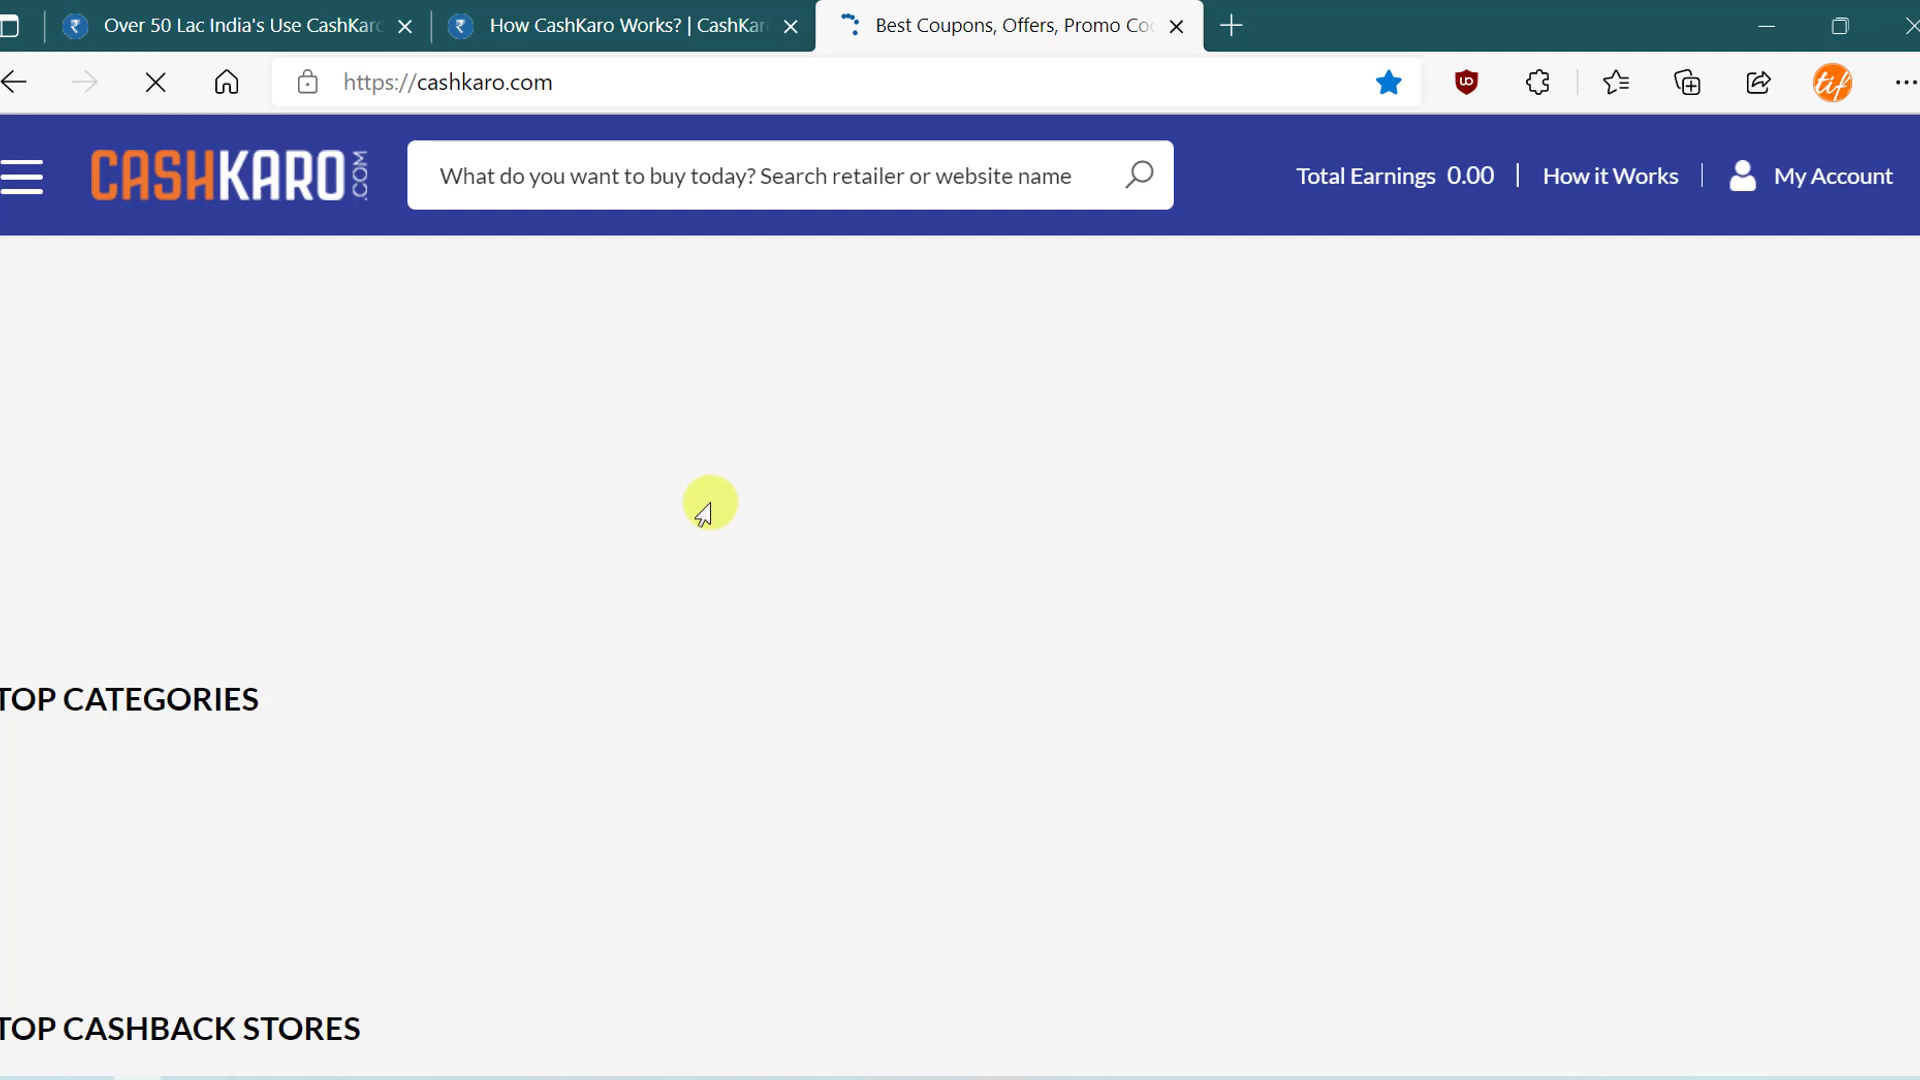 Over 50 Lac India's Use CashKaro
How CashKaro Works? | CashKar
Best Coupons, Offers, Promo Co
https://cashkaro.com
tif
CASHKARO.COM
What do you want to buy today? Search retailer or website name
Total Earnings 0.00
How it Works
My Account
TOP CATEGORIES
TOP CASHBACK STORES